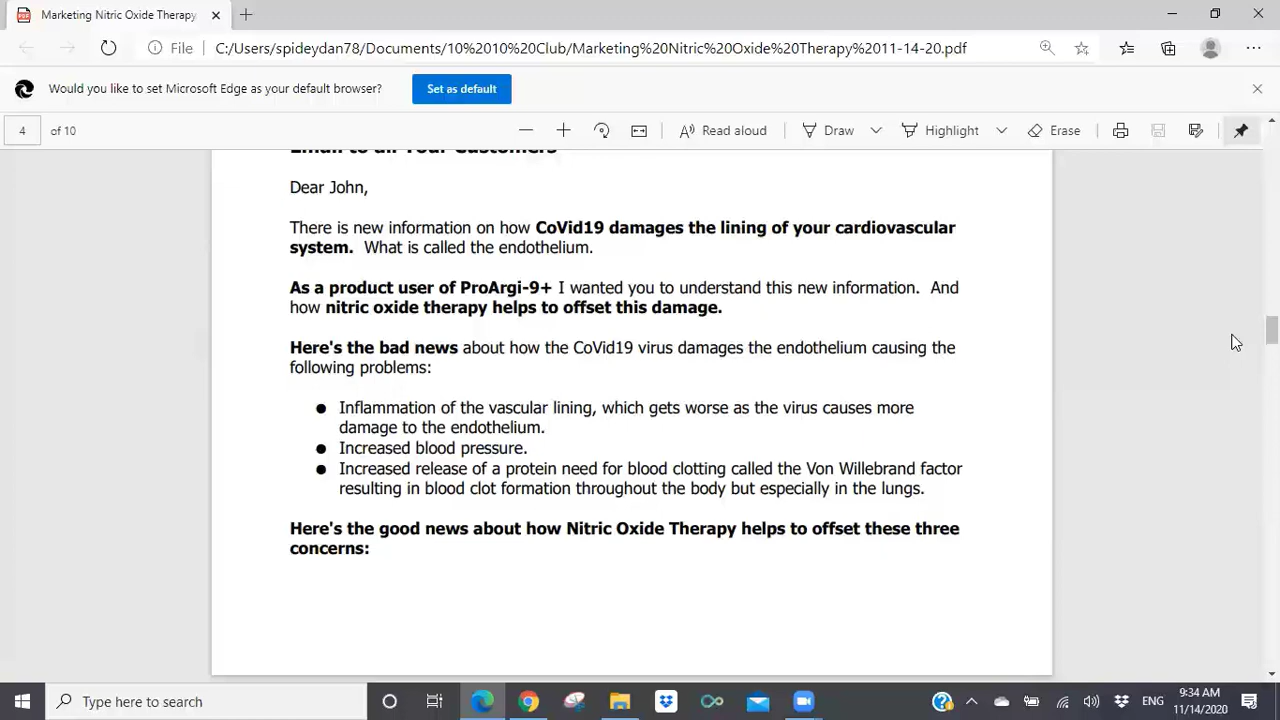 Marketing Nitric Oxide Therapy
File
C:/Users/spideydan78/Documents/10%2010%20Club/Marketing%20Nitric%20Oxide%20Therapy%2011-14-20.pdf
Would you like to set Microsoft Edge as your default browser?
Set as default
4 of 10
Read aloud
Draw
Highlight
Erase
Email to all Your Customers
Dear John,
There is new information on how CoVid19 damages the lining of your cardiovascular
system. What is called the endothelium.
As a product user of ProArgi-9+ I wanted you to understand this new information. And
how nitric oxide therapy helps to offset this damage.
Here's the bad news about how the CoVid19 virus damages the endothelium causing the
following problems:
● Inflammation of the vascular lining, which gets worse as the virus causes more
damage to the endothelium.
● Increased blood pressure.
● Increased release of a protein need for blood clotting called the Von Willebrand factor
resulting in blood clot formation throughout the body but especially in the lungs.
Here's the good news about how Nitric Oxide Therapy helps to offset these three
concerns:
Type here to search
ENG
9:34 AM
11/14/2020